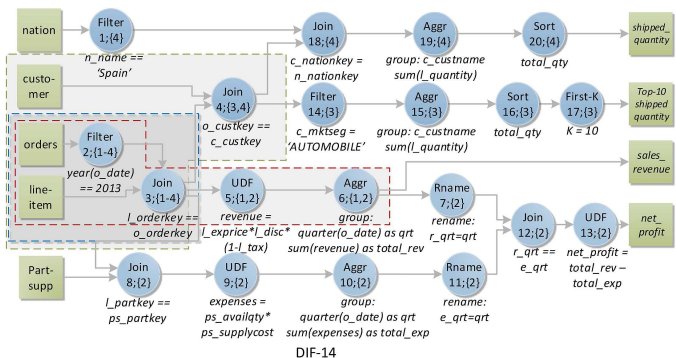 nation
Filter
1;{4}
n_name ==
'Spain'
Join
18;{4}
c_nationkey =
n_nationkey
Aggr
19;{4}
group: c_custname
sum(l_quantity)
Sort
20;{4}
total_qty
shipped_
quantity
custo-
mer
Join
4;{3,4}
o_custkey ==
c_custkey
Filter
14;{3}
c_mktseg=
'AUTOMOBILE'
Aggr
15;{3}
group: c_custname
sum(l_quantity)
Sort
16;{3}
total_qty
First-K
17;{3}
K = 10
Top-10
shipped
quantity
orders
Filter
2;{1-4}
year(o_date)
== 2013
line-
item
Join
3;{1-4}
l_orderkey ==
o_orderkey
UDF
5;{1,2}
revenue =
l_exprice*l_disc*
(1-l_tax)
Aggr
6;{1,2}
group:
quarter(o_date) as qrt
sum(revenue) as total_rev
sales_
revenue
Rname
7;{2}
rename:
r_qrt=qrt
Join
12;{2}
r_qrt ==
e_qrt
UDF
13;{2}
net_profit =
total_rev –
total_exp
net_
profit
Part-
supp
Join
8;{2}
l_partkey ==
ps_partkey
UDF
9;{2}
expenses =
ps_availqty*
ps_supplycost
Aggr
10;{2}
group:
quarter(o_date) as qrt
sum(expenses) as total_exp
Rname
11;{2}
rename:
e_qrt=qrt
DIF-14